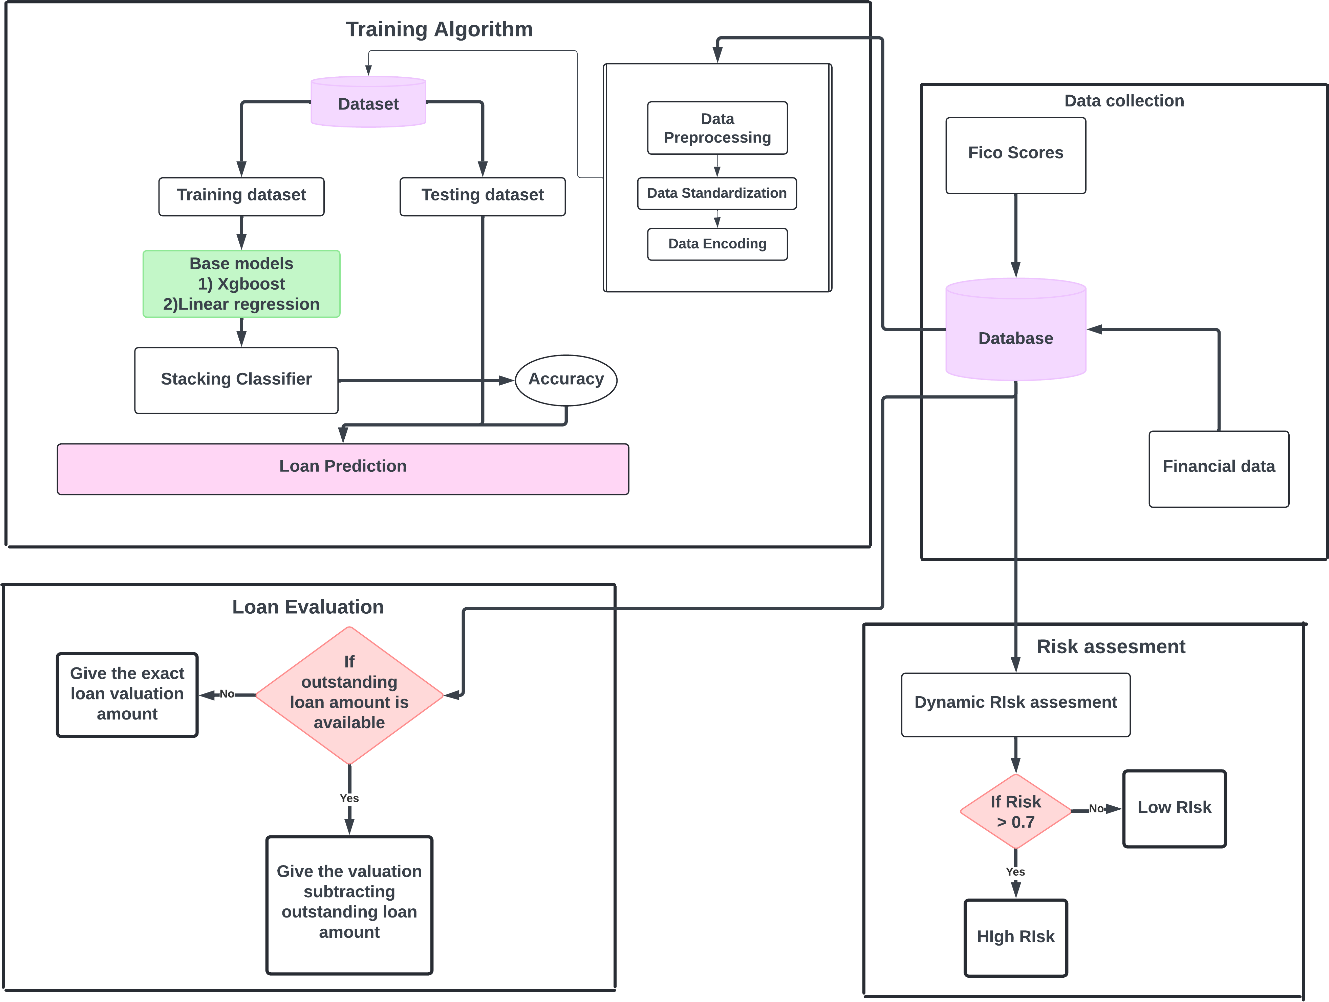 Training Algorithm
Dataset
Training dataset
Testing dataset
Base models
1) Xgboost
2)Linear regression
Stacking Classifier
Accuracy
Loan Prediction
Data
Preprocessing
Data Standardization
Data Encoding
Data collection
Fico Scores
Database
Financial data
Loan Evaluation
If
outstanding
loan amount is
available
No
Give the exact
loan valuation
amount
Yes
Give the valuation
subtracting
outstanding loan
amount
Risk assesment
Dynamic RIsk assesment
If Risk
> 0.7
No
Low RIsk
Yes
HIgh RIsk